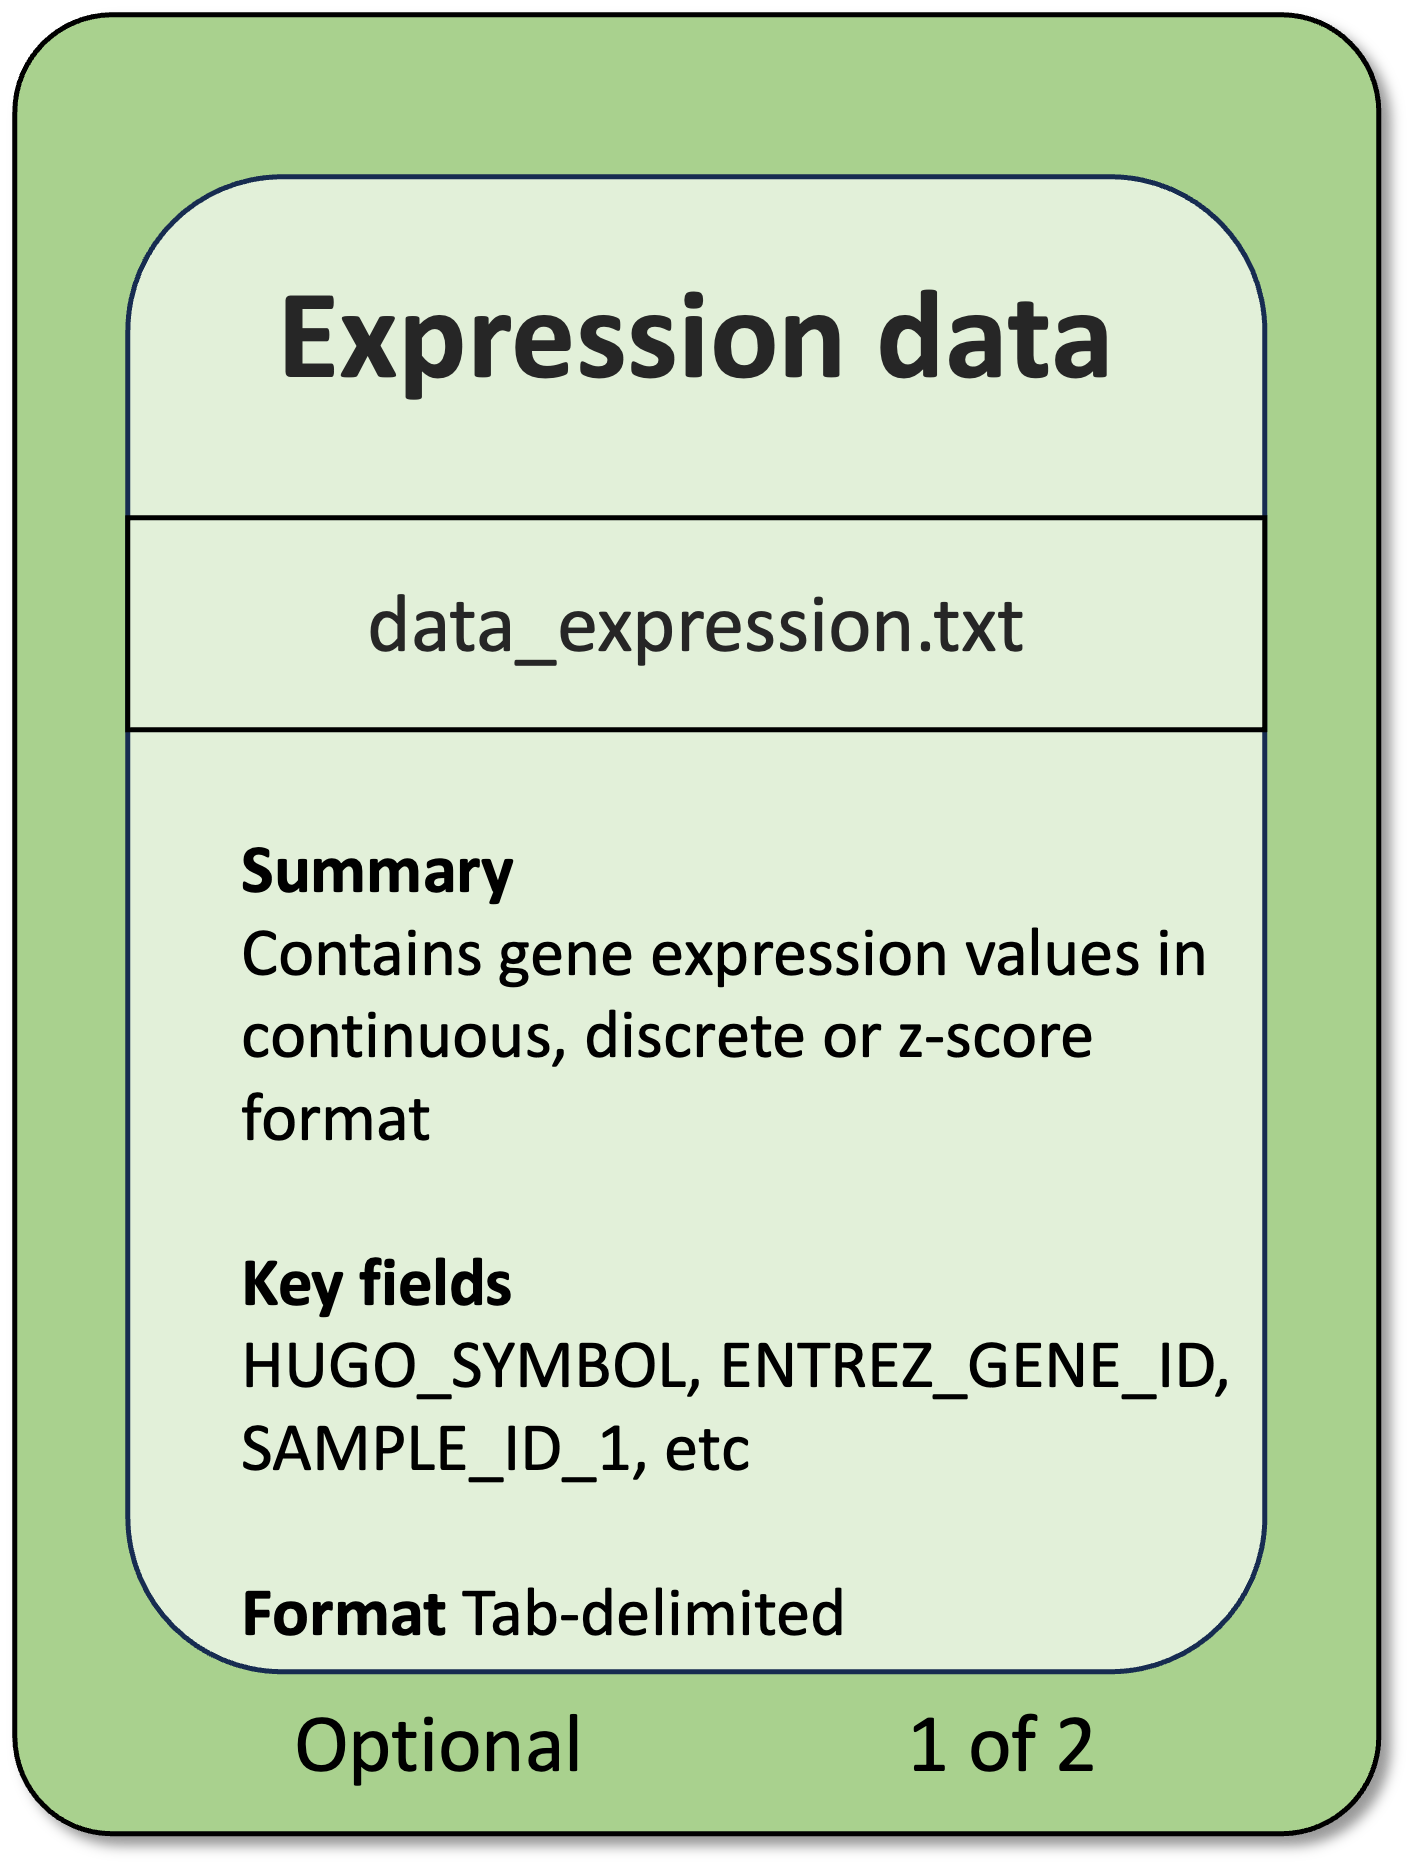 Expression data
data_expression.txt
Summary
Contains gene expression values in
continuous, discrete or z-score
format
Key fields
HUGO_SYMBOL, ENTREZ_GENE_ID,
SAMPLE_ID_1, etc
Format Tab-delimited
Optional 1 of 2